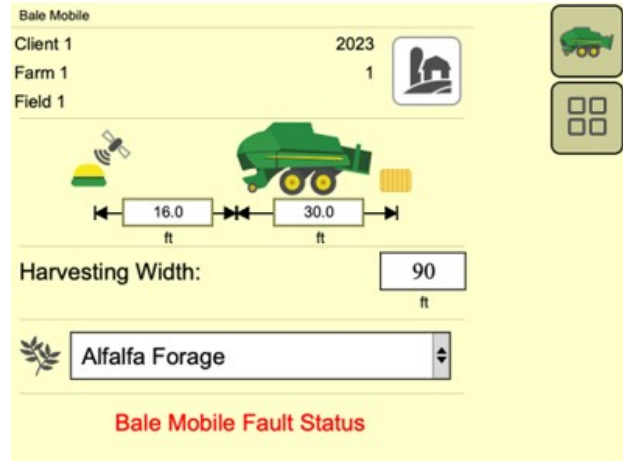 Bale Mobile
Client 1 2023
Farm 1 1
Field 1
16.0 30.0
ft ft
Harvesting Width: 90
ft
Alfalfa Forage
Bale Mobile Fault Status